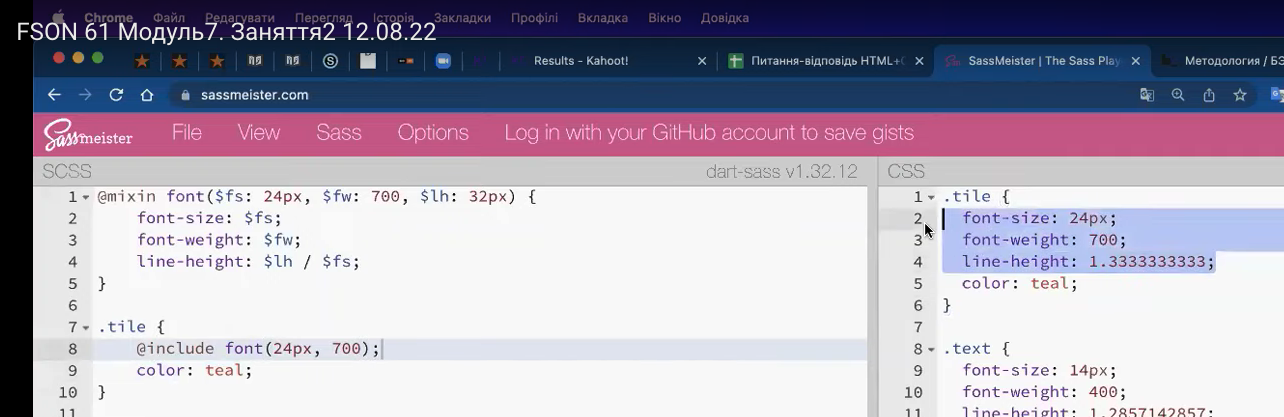 Chrome Файл Редагувати Перегляд Історія Закладки Профілі Вкладка Вікно Довідка
FSON 61 Модуль7. Заняття2 12.08.22
Results - Kahoot! × Питання-відповідь HTML+C × SassMeister | The Sass Play × Методология / БЭ
sassmeister.com
Sassmeister File View Sass Options Log in with your GitHub account to save gists
SCSS dart-sass v1.32.12
1 @mixin font($fs: 24px, $fw: 700, $lh: 32px) {
2 font-size: $fs;
3 font-weight: $fw;
4 line-height: $lh / $fs;
5 }
6
7 .tile {
8 @include font(24px, 700);
9 color: teal;
10 }
11
CSS
1 .tile {
2 font-size: 24px;
3 font-weight: 700;
4 line-height: 1.3333333333;
5 color: teal;
6 }
7
8 .text {
9 font-size: 14px;
10 font-weight: 400;
11 line-height: 1.2857142857;